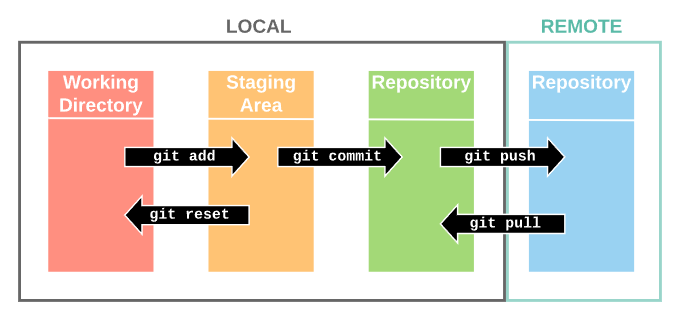 LOCAL
REMOTE
Working
Directory
Staging
Area
Repository
Repository
git add
git commit
git push
git reset
git pull